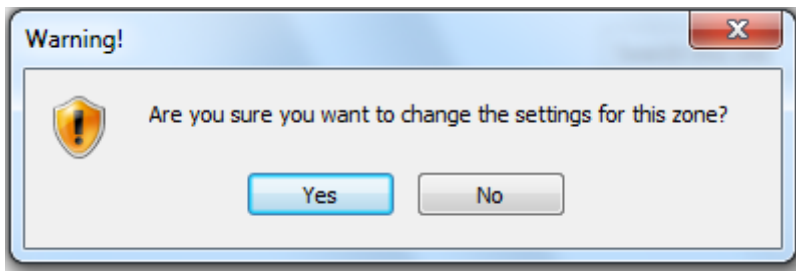 Warning!
Are you sure you want to change the settings for this zone?
Yes No